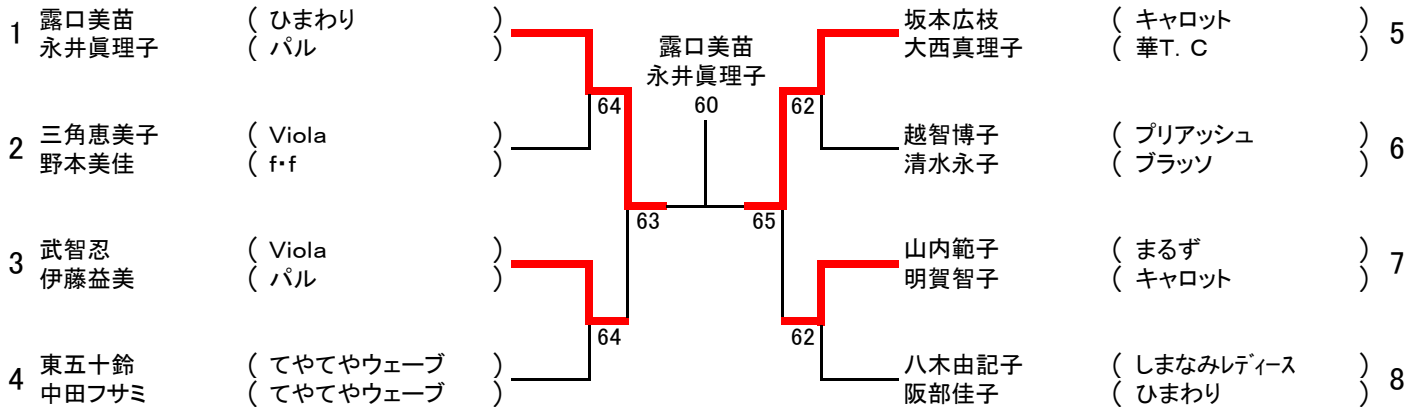 1 露口美苗 ( ひまわり )
永井眞理子 ( パル )
2 三角恵美子 ( Viola )
野本美佳 ( f・f )
3 武智忍 ( Viola )
伊藤益美 ( パル )
4 東五十鈴 ( てやてやウェーブ )
中田フサミ ( てやてやウェーブ )
64
64
63
露口美苗
永井眞理子
60
62
65
62
坂本広枝 ( キャロット ) 5
大西真理子 ( 華T．C )
越智博子 ( プリアッシュ ) 6
清水永子 ( ブラッソ )
山内範子 ( まるず ) 7
明賀智子 ( キャロット )
八木由記子 ( しまなみレディース ) 8
阪部佳子 ( ひまわり )